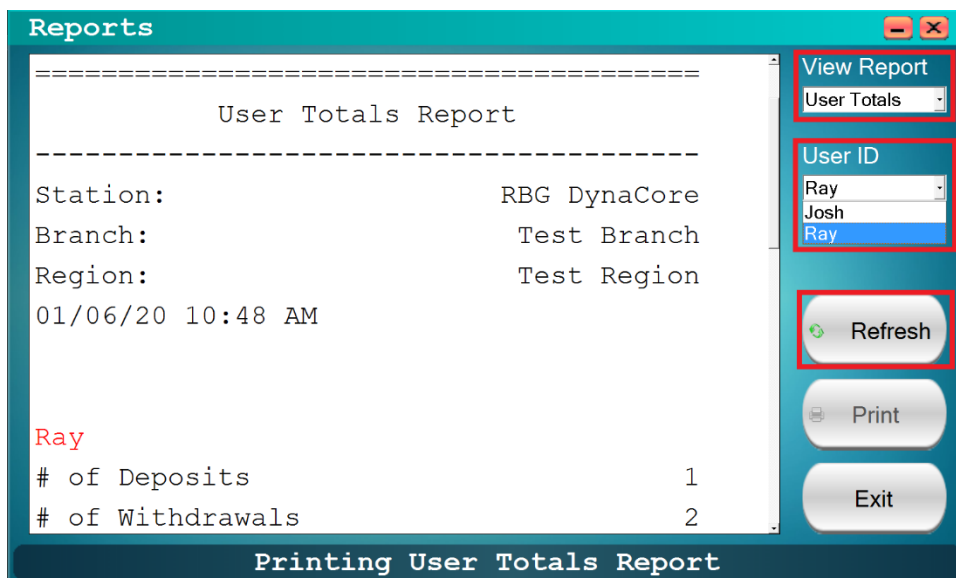 Reports
========================================
User Totals Report
----------------------------------------
Station: RBG DynaCore
Branch: Test Branch
Region: Test Region
01/06/20 10:48 AM
Ray
# of Deposits 1
# of Withdrawals 2
View Report
User Totals
User ID
Ray
Josh
Ray
Refresh
Print
Exit
Printing User Totals Report